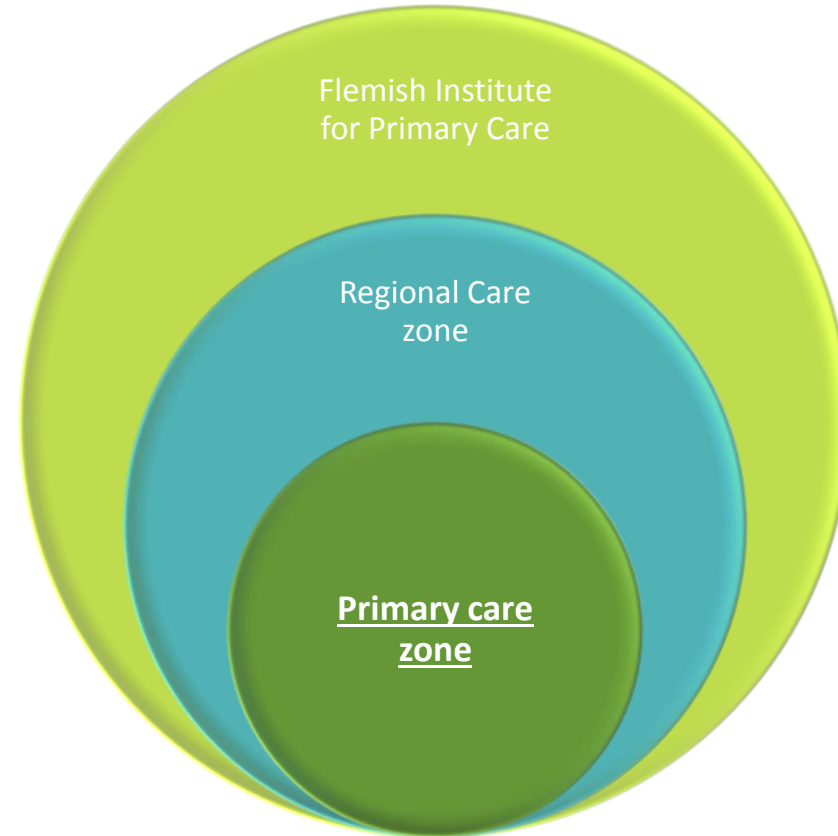 Flemish Institute
for Primary Care
Regional Care
zone
Primary care
zone